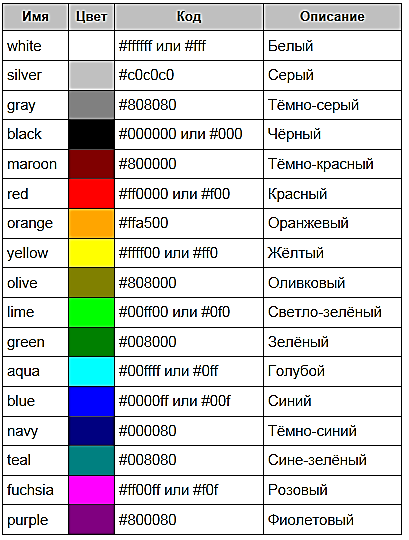 Имя Цвет Код Описание
white #ffffff или #fff Белый
silver #c0c0c0 Серый
gray #808080 Тёмно-серый
black #000000 или #000 Чёрный
maroon #800000 Тёмно-красный
red #ff0000 или #f00 Красный
orange #ffa500 Оранжевый
yellow #ffff00 или #ff0 Жёлтый
olive #808000 Оливковый
lime #00ff00 или #0f0 Светло-зелёный
green #008000 Зелёный
aqua #00ffff или #0ff Голубой
blue #0000ff или #00f Синий
navy #000080 Тёмно-синий
teal #008080 Сине-зелёный
fuchsia #ff00ff или #f0f Розовый
purple #800080 Фиолетовый